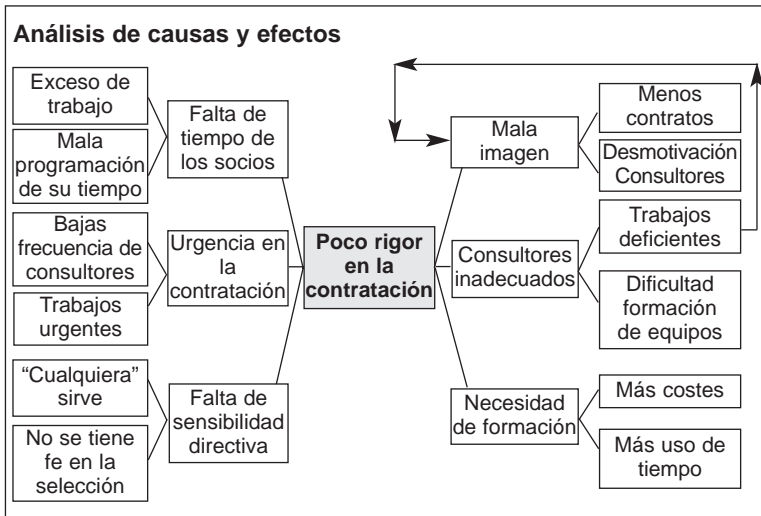 Análisis de causas y efectos
Exceso de
trabajo
Mala
programación
de su tiempo
Falta de
tiempo de
los socios
Bajas
frecuencia de
consultores
Trabajos
urgentes
Urgencia en
la
contratación
“Cualquiera”
sirve
No se tiene
fe en la
selección
Falta de
sensibilidad
directiva
Poco rigor
en la
contratación
Mala
imagen
Menos
contratos
Desmotivación
Consultores
Consultores
inadecuados
Trabajos
deficientes
Dificultad
formación
de equipos
Necesidad
de formación
Más costes
Más uso de
tiempo